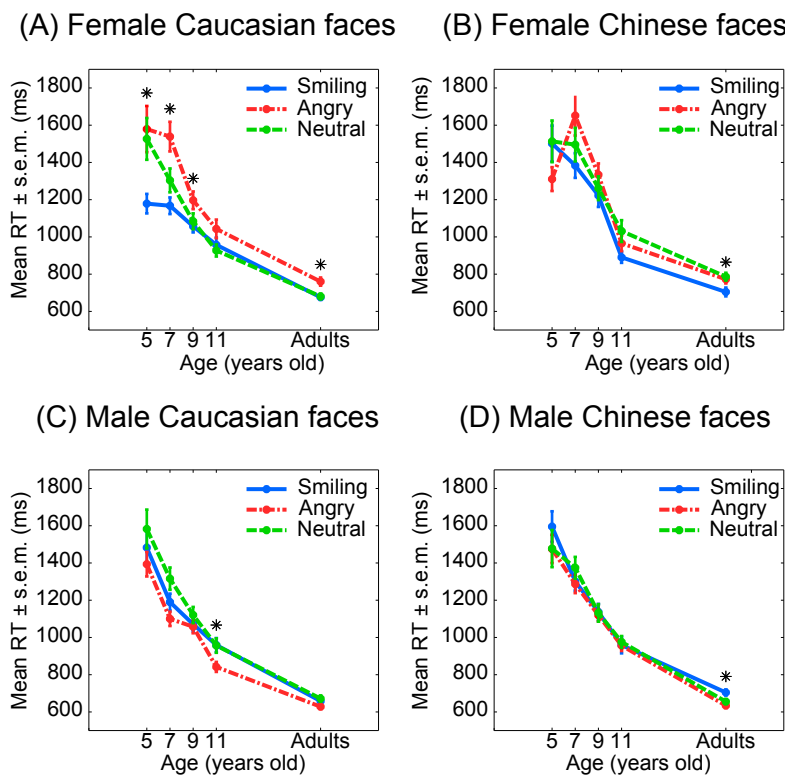 (A) Female Caucasian faces
Mean RT ± s.e.m. (ms)
1800
1600
1400
1200
1000
800
600
Smiling
Angry
Neutral
*
*
*
*
5 7 9 11 Adults
Age (years old)
(B) Female Chinese faces
Mean RT ± s.e.m. (ms)
1800
1600
1400
1200
1000
800
600
Smiling
Angry
Neutral
*
5 7 9 11 Adults
Age (years old)
(C) Male Caucasian faces
Mean RT ± s.e.m. (ms)
1800
1600
1400
1200
1000
800
600
Smiling
Angry
Neutral
*
5 7 9 11 Adults
Age (years old)
(D) Male Chinese faces
Mean RT ± s.e.m. (ms)
1800
1600
1400
1200
1000
800
600
Smiling
Angry
Neutral
*
5 7 9 11 Adults
Age (years old)